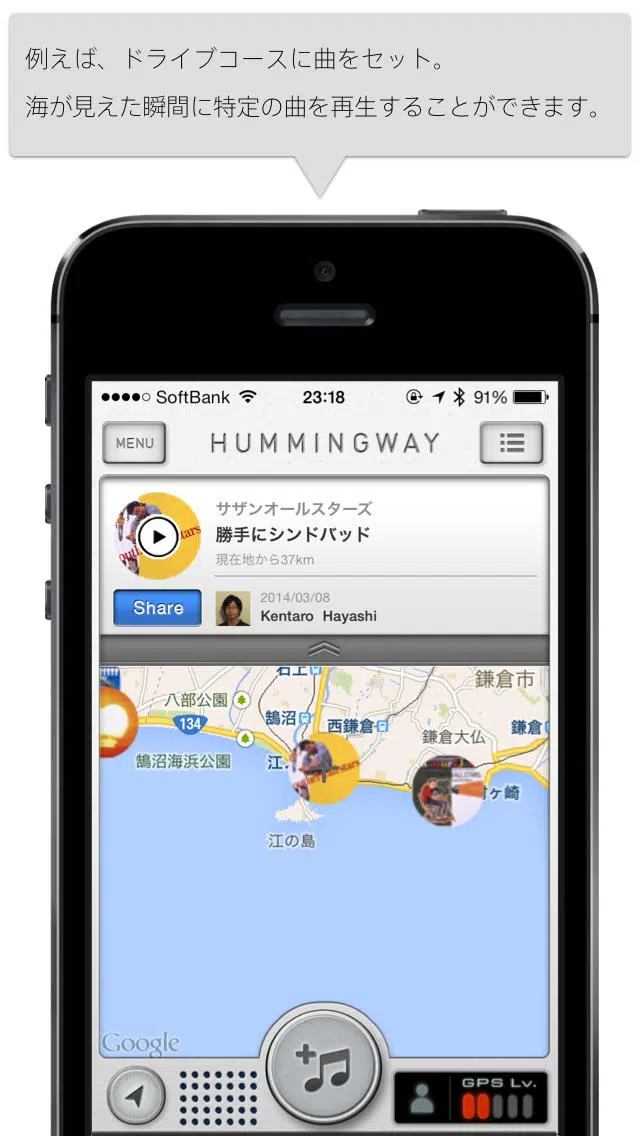 例えば、ドライブコースに曲をセット。
海が見えた瞬間に特定の曲を再生することができます。
SoftBank 23:18 91%
MENU HUMMINGWAY
サザンオールスターズ
勝手にシンドバッド
現在地から37km
Share
2014/03/08
Kentaro Hayashi
石上
鎌倉市
八部公園
134
鵠沼
西鎌倉
鎌倉
鎌倉大仏
鵠沼海浜公園
江
ヶ崎
江の島
Google
GPS Lv.